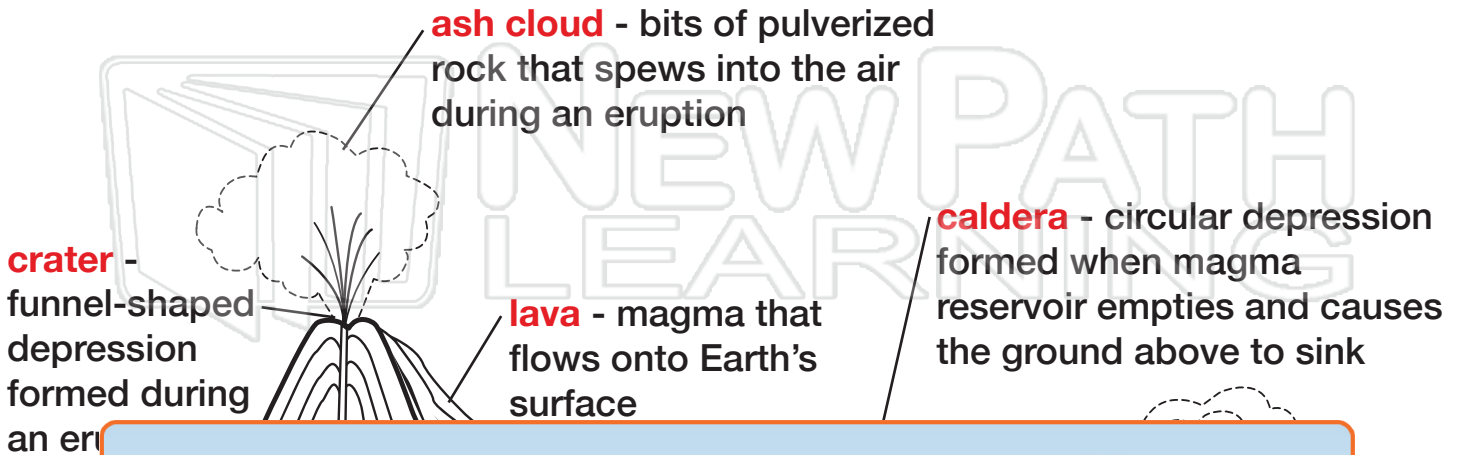 ash cloud - bits of pulverized
rock that spews into the air
during an eruption
NEWPATH
LEARNING
caldera - circular depression
formed when magma
reservoir empties and causes
the ground above to sink
crater -
funnel-shaped
depression
formed during
an
lava - magma that
flows onto Earth's
surface